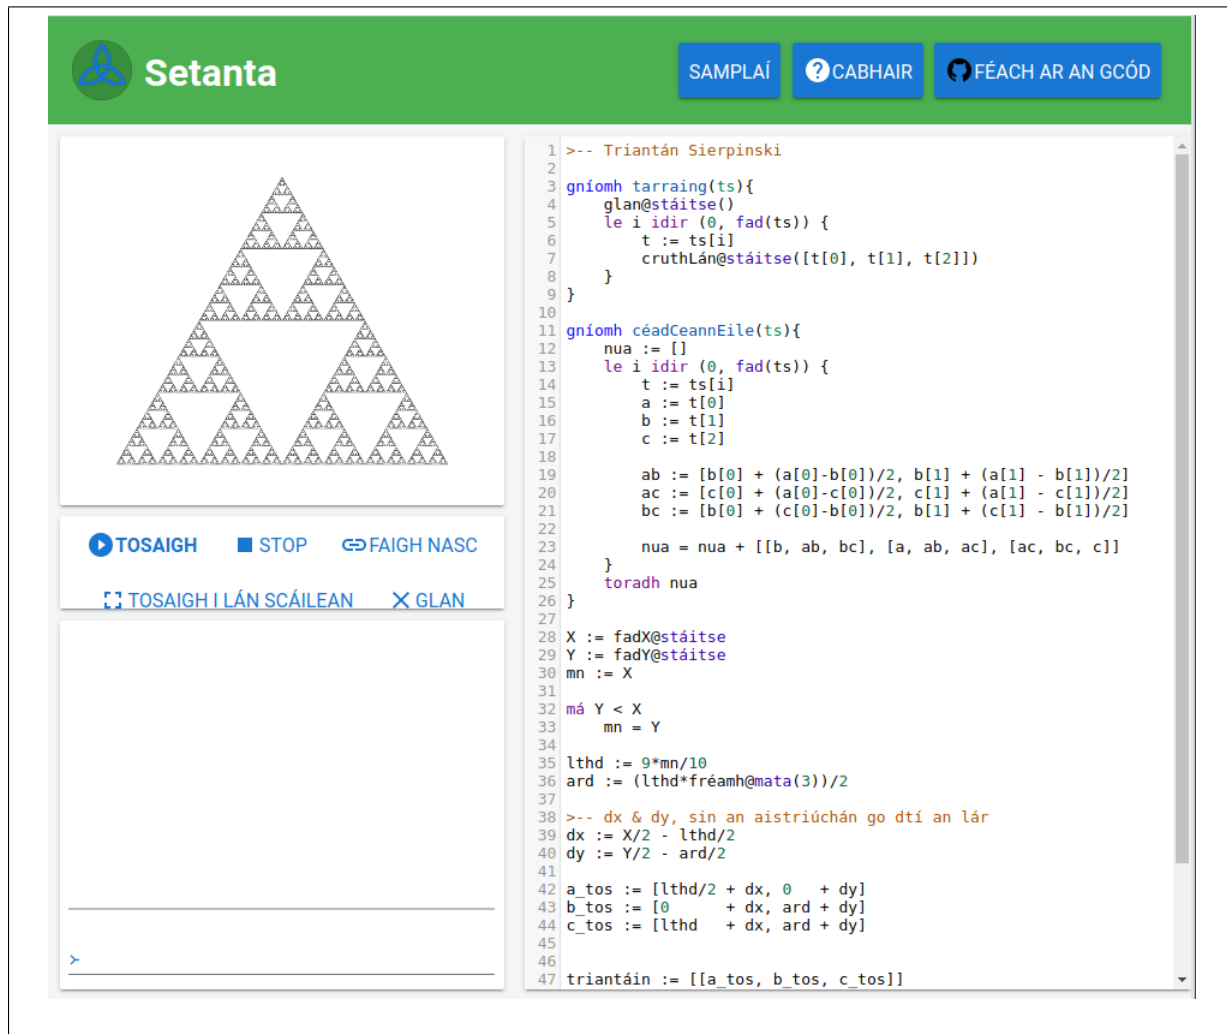 Setanta
SAMPLAÍ
CABHAIR
FÉACH AR AN GCÓD
TOSAIGH
STOP
FAIGH NASC
TOSAIGH I LÁN SCÁILEAN
GLAN
>
1 >-- Triantán Sierpinski
2
3 gníomh tarraing(ts){
4     glan@stáitse()
5     le i idir (0, fad(ts)) {
6         t := ts[i]
7         cruthLán@stáitse([t[0], t[1], t[2]])
8     }
9 }
10
11 gníomh céadCeannEile(ts){
12     nua := []
13     le i idir (0, fad(ts)) {
14         t := ts[i]
15         a := t[0]
16         b := t[1]
17         c := t[2]
18
19         ab := [b[0] + (a[0]-b[0])/2, b[1] + (a[1] - b[1])/2]
20         ac := [c[0] + (a[0]-c[0])/2, c[1] + (a[1] - c[1])/2]
21         bc := [b[0] + (c[0]-b[0])/2, b[1] + (c[1] - b[1])/2]
22
23         nua = nua + [[b, ab, bc], [a, ab, ac], [ac, bc, c]]
24     }
25     toradh nua
26 }
27
28 X := fadX@stáitse
29 Y := fadY@stáitse
30 mn := X
31
32 má Y < X
33     mn = Y
34
35 lthd := 9*mn/10
36 ard := (lthd*fréamh@mata(3))/2
37
38 >-- dx & dy, sin an aistriúchán go dtí an lár
39 dx := X/2 - lthd/2
40 dy := Y/2 - ard/2
41
42 a_tos := [lthd/2 + dx, 0   + dy]
43 b_tos := [0      + dx, ard + dy]
44 c_tos := [lthd   + dx, ard + dy]
45
46
47 triantáin := [[a_tos, b_tos, c_tos]]